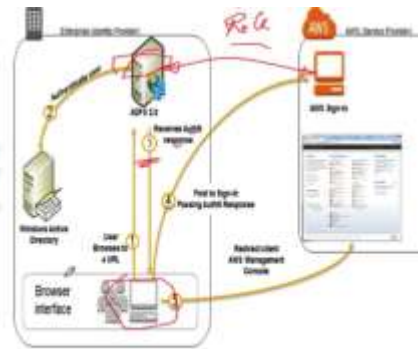 Enterprise Identity Provider
AWS
AWS (Service Provider)
2
ADFS 2.0
AWS Sign-in
3
Receives AuthN
response
4
Post to Sign-In
Passing AuthN Response
Windows Active
Directory
1
User
Browses to
a URL
Redirect client
AWS Management
Console
Browser
interface
5